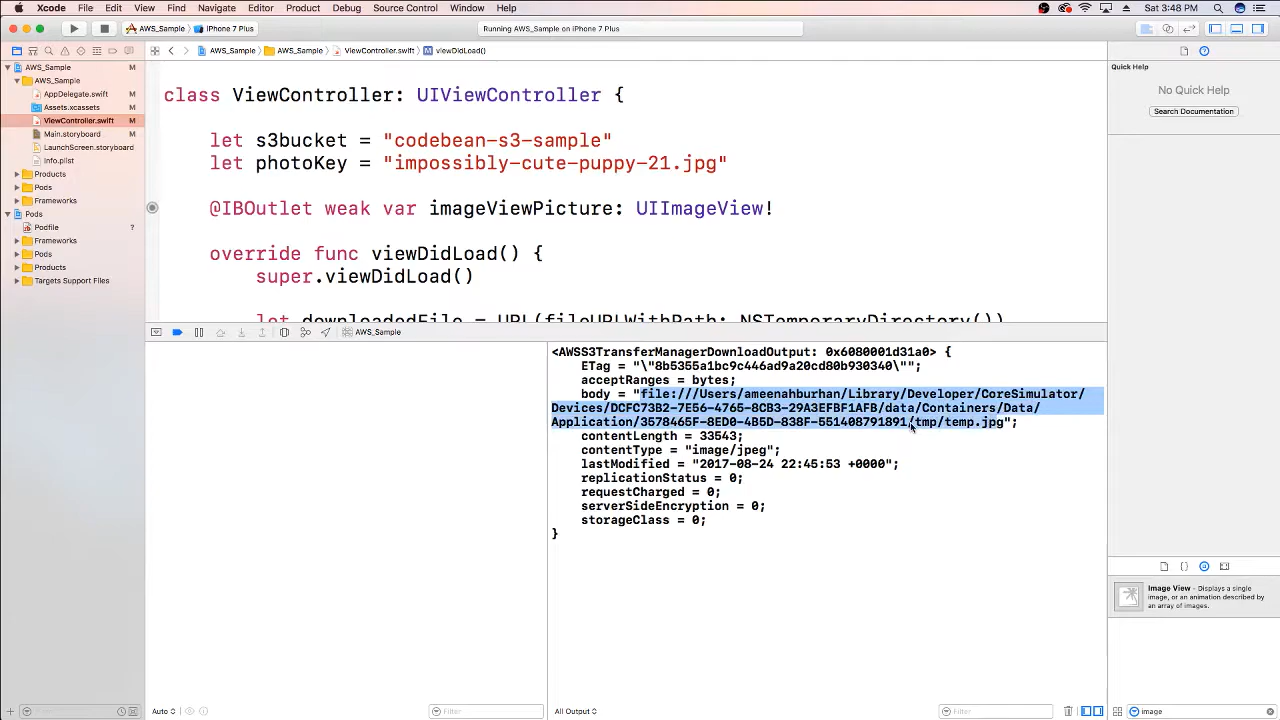 Xcode File Edit View Find Navigate Editor Product Debug Source Control Window Help
Sat 3:48 PM
AWS_Sample iPhone 7 Plus
Running AWS_Sample on iPhone 7 Plus
AWS_Sample AWS_Sample ViewController.swift M viewDidLoad()
AWS_Sample M
AWS_Sample
AppDelegate.swift M
Assets.xcassets M
ViewController.swift M
Main.storyboard M
LaunchScreen.storyboard M
Info.plist M
Products
Pods
Frameworks
Pods
Podfile ?
Frameworks
Pods
Products
Targets Support Files
class ViewController: UIViewController {
let s3bucket = "codebean-s3-sample"
let photoKey = "impossibly-cute-puppy-21.jpg"
@IBOutlet weak var imageViewPicture: UIImageView!
override func viewDidLoad() {
super.viewDidLoad()
let downloadedFile = URL(fileURLWithPath: NSTemporaryDirectory())
AWS_Sample
<AWSS3TransferManagerDownloadOutput: 0x6080001d31a0> {
ETag = "\"8b5355a1bc9c446ad9a20cd80b930340\"";
acceptRanges = bytes;
body = "file:///Users/ameenahburhan/Library/Developer/CoreSimulator/
Devices/DCFC73B2-7E56-4765-8CB3-29A3EFBF1AFB/data/Containers/Data/
Application/3578465F-8ED0-4B5D-838F-551408791891/tmp/temp.jpg";
contentLength = 33543;
contentType = "image/jpeg";
lastModified = "2017-08-24 22:45:53 +0000";
replicationStatus = 0;
requestCharged = 0;
serverSideEncryption = 0;
storageClass = 0;
}
Quick Help
No Quick Help
Search Documentation
Image View - Displays a single
image, or an animation described by
an array of images.
Auto
Filter
All Output
Filter
image